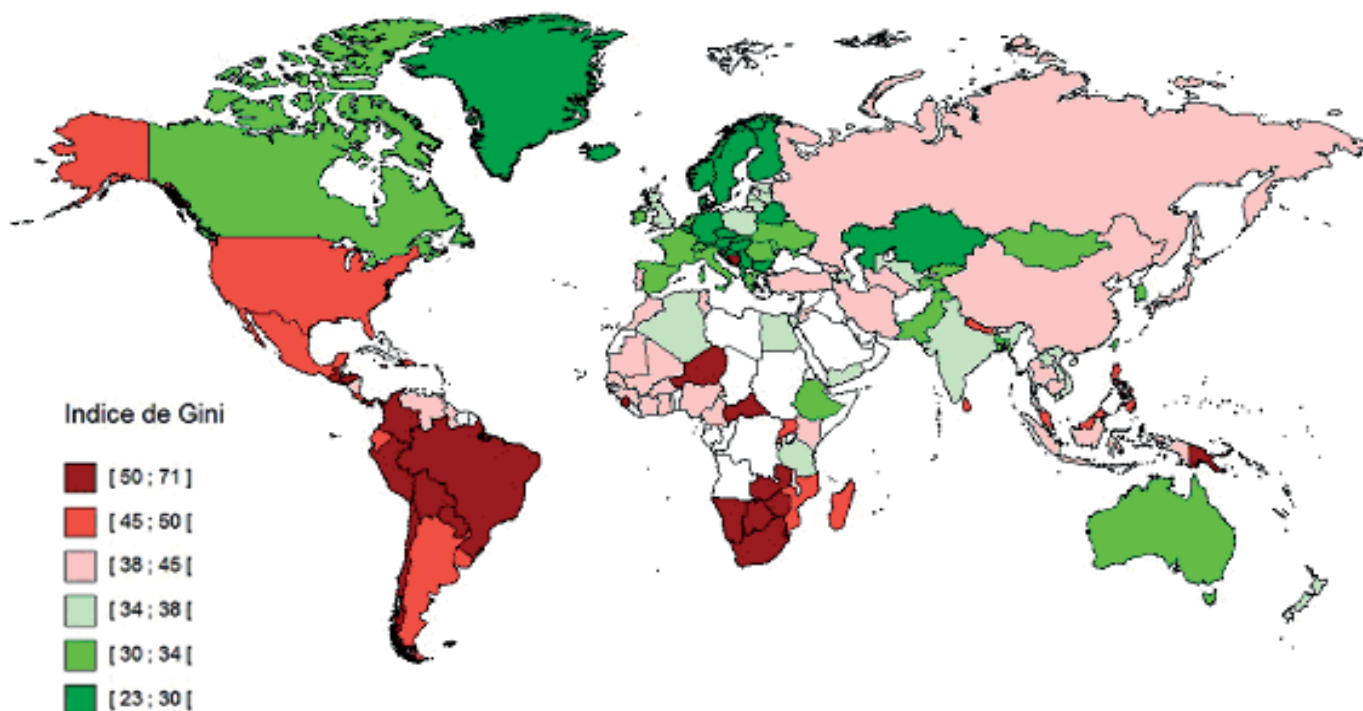 Indice de Gini
[ 50 ; 71 ]
[ 45 ; 50 [
[ 38 ; 45 [
[ 34 ; 38 [
[ 30 ; 34 [
[ 23 ; 30 [